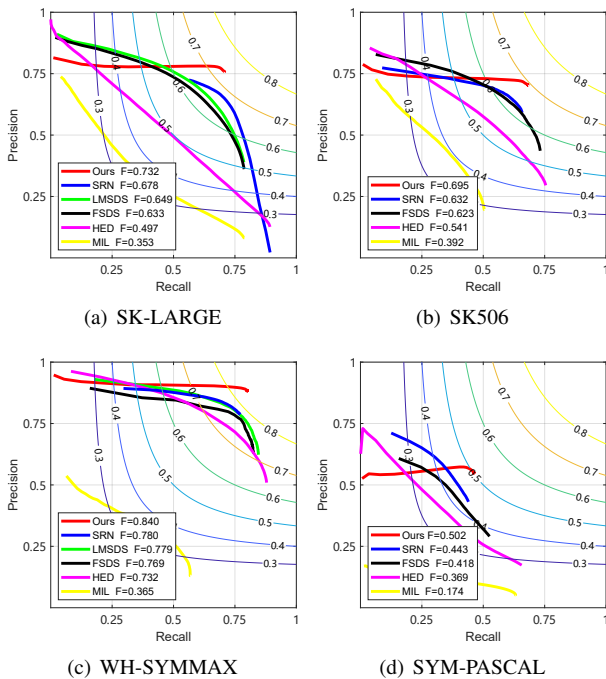 1
0.75
0.5
0.25
Precision
0.3
0.4
0.5
0.6
0.7
0.8
0.6
0.5
0.4
0.3
Ours F=0.732
SRN F=0.678
LMSDS F=0.649
FSDS F=0.633
HED F=0.497
MIL F=0.353
0.25 0.5 0.75 1
Recall
(a) SK-LARGE
1
0.75
0.5
0.25
Precision
0.3
0.4
0.5
0.6
0.7
0.8
0.6
0.5
0.4
0.3
Ours F=0.695
SRN F=0.632
FSDS F=0.623
HED F=0.541
MIL F=0.392
0.25 0.5 0.75 1
Recall
(b) SK506
1
0.75
0.5
0.25
Precision
0.3
0.4
0.5
0.6
0.7
0.8
0.7
0.6
0.5
0.4
0.3
Ours F=0.840
SRN F=0.780
LMSDS F=0.779
FSDS F=0.769
HED F=0.732
MIL F=0.365
0.25 0.5 0.75 1
Recall
(c) WH-SYMMAX
1
0.75
0.5
0.25
Precision
0.3
0.4
0.5
0.6
0.7
0.8
0.7
0.6
0.5
0.4
0.3
Ours F=0.502
SRN F=0.443
FSDS F=0.418
HED F=0.369
MIL F=0.174
0.25 0.5 0.75 1
Recall
(d) SYM-PASCAL